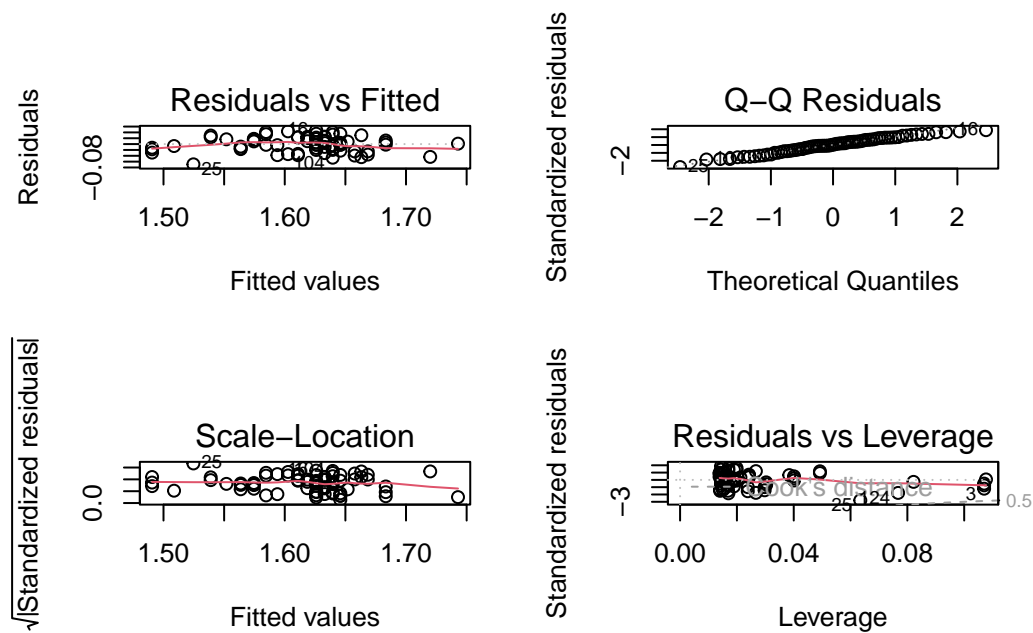 Residuals vs Fitted
Residuals
−0.08
16
25
104
1.50 1.60 1.70
Fitted values
Q−Q Residuals
Standardized residuals
−2
16
25
−2 −1 0 1 2
Theoretical Quantiles
Scale−Location
√|Standardized residuals|
0.0
25
1.50 1.60 1.70
Fitted values
Residuals vs Leverage
Standardized residuals
−3
Cook's distance
25
124
3
0.5
0.00 0.04 0.08
Leverage